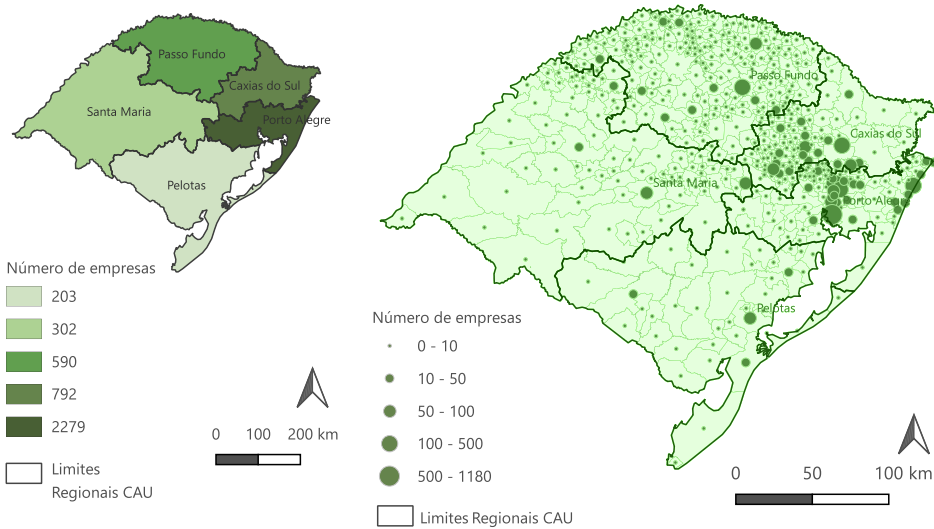 Passo Fundo
Caxias do Sul
Santa Maria
Porto Alegre
Pelotas
Número de empresas
203
302
590
792
2279
Limites
Regionais CAU
0 100 200 km
Passo Fundo
Caxias do Sul
Santa Maria
Porto Alegre
Pelotas
Número de empresas
0 - 10
10 - 50
50 - 100
100 - 500
500 - 1180
Limites Regionais CAU
0 50 100 km